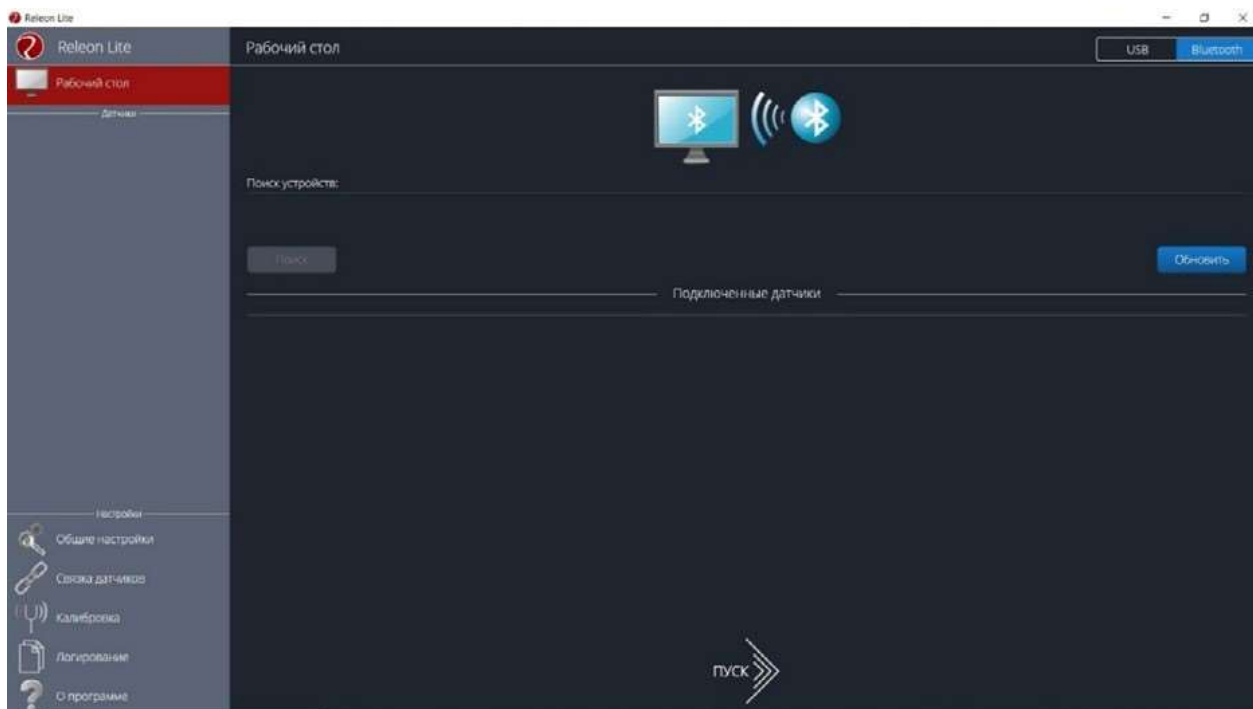 Releon Lite
Releon Lite
Рабочий стол
Датчики
Настройки
Общие настройки
Связка датчиков
Калибровка
Логирование
О программе
Рабочий стол
USB
Bluetooth
Поиск устройств:
Поиск
Обновить
Подключенные датчики
ПУСК